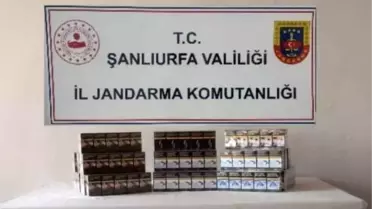 T.C.
ŞANLIURFA VALİLİĞİ
İL JANDARMA KOMUTANLIĞI